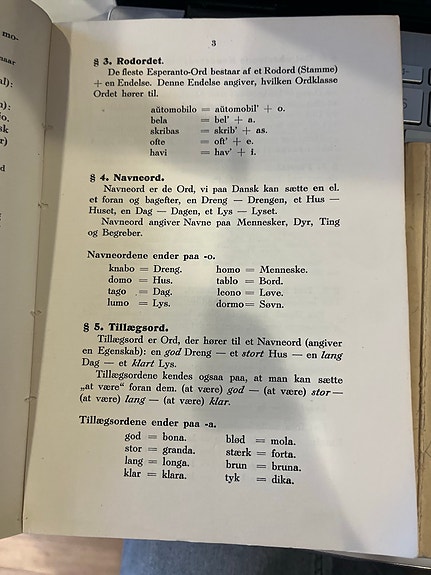 3
§ 3. Rodordet.
De fleste Esperanto-Ord bestaar af et Rodord (Stamme)
+ en Endelse. Denne Endelse angiver, hvilken Ordklasse
Ordet hører til.
aŭtomobilo = aŭtomobil' + o.
bela = bel' + a.
skribas = skrib' + as.
ofte = oft' + e.
havi = hav' + i.
§ 4. Navneord.
Navneord er de Ord, vi paa Dansk kan sætte en el.
et foran og bagefter, en Dreng — Drengen, et Hus —
Huset, en Dag — Dagen, et Lys — Lyset.
Navneord angiver Navne paa Mennesker, Dyr, Ting
og Begreber.
Navneordene ender paa -o.
knabo = Dreng. homo = Menneske.
domo = Hus. tablo = Bord.
tago = Dag. leono = Løve.
lumo = Lys. dormo = Søvn.
§ 5. Tillægsord.
Tillægsord er Ord, der hører til et Navneord (angiver
en Egenskab): en god Dreng — et stort Hus — en lang
Dag — et klart Lys.
Tillægsordene kendes ogsaa paa, at man kan sætte
„at være“ foran dem. (at være) god — (at være) stor —
(at være) lang — (at være) klar.
Tillægsordene ender paa -a.
god = bona. blød = mola.
stor = granda. stærk = forta.
lang = longa. brun = bruna.
klar = klara. tyk = dika.